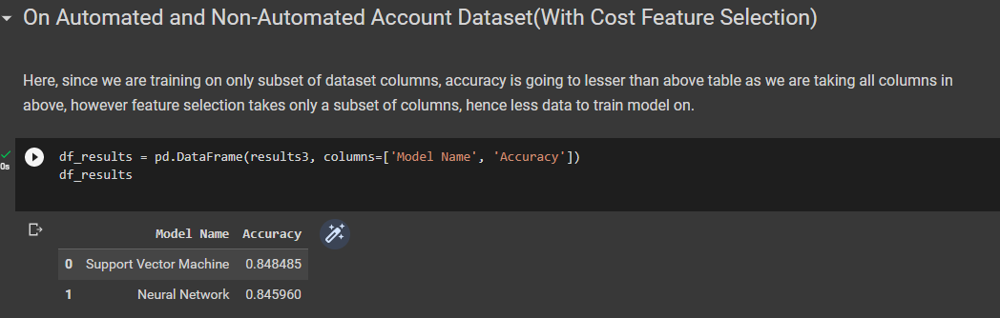 On Automated and Non-Automated Account Dataset(With Cost Feature Selection)
Here, since we are training on only subset of dataset columns, accuracy is going to lesser than above table as we are taking all columns in
above, however feature selection takes only a subset of columns, hence less data to train model on.
df_results = pd.DataFrame(results3, columns=['Model Name', 'Accuracy'])
0s
df_results
Model Name Accuracy
0 Support Vector Machine 0.848485
1 Neural Network 0.845960